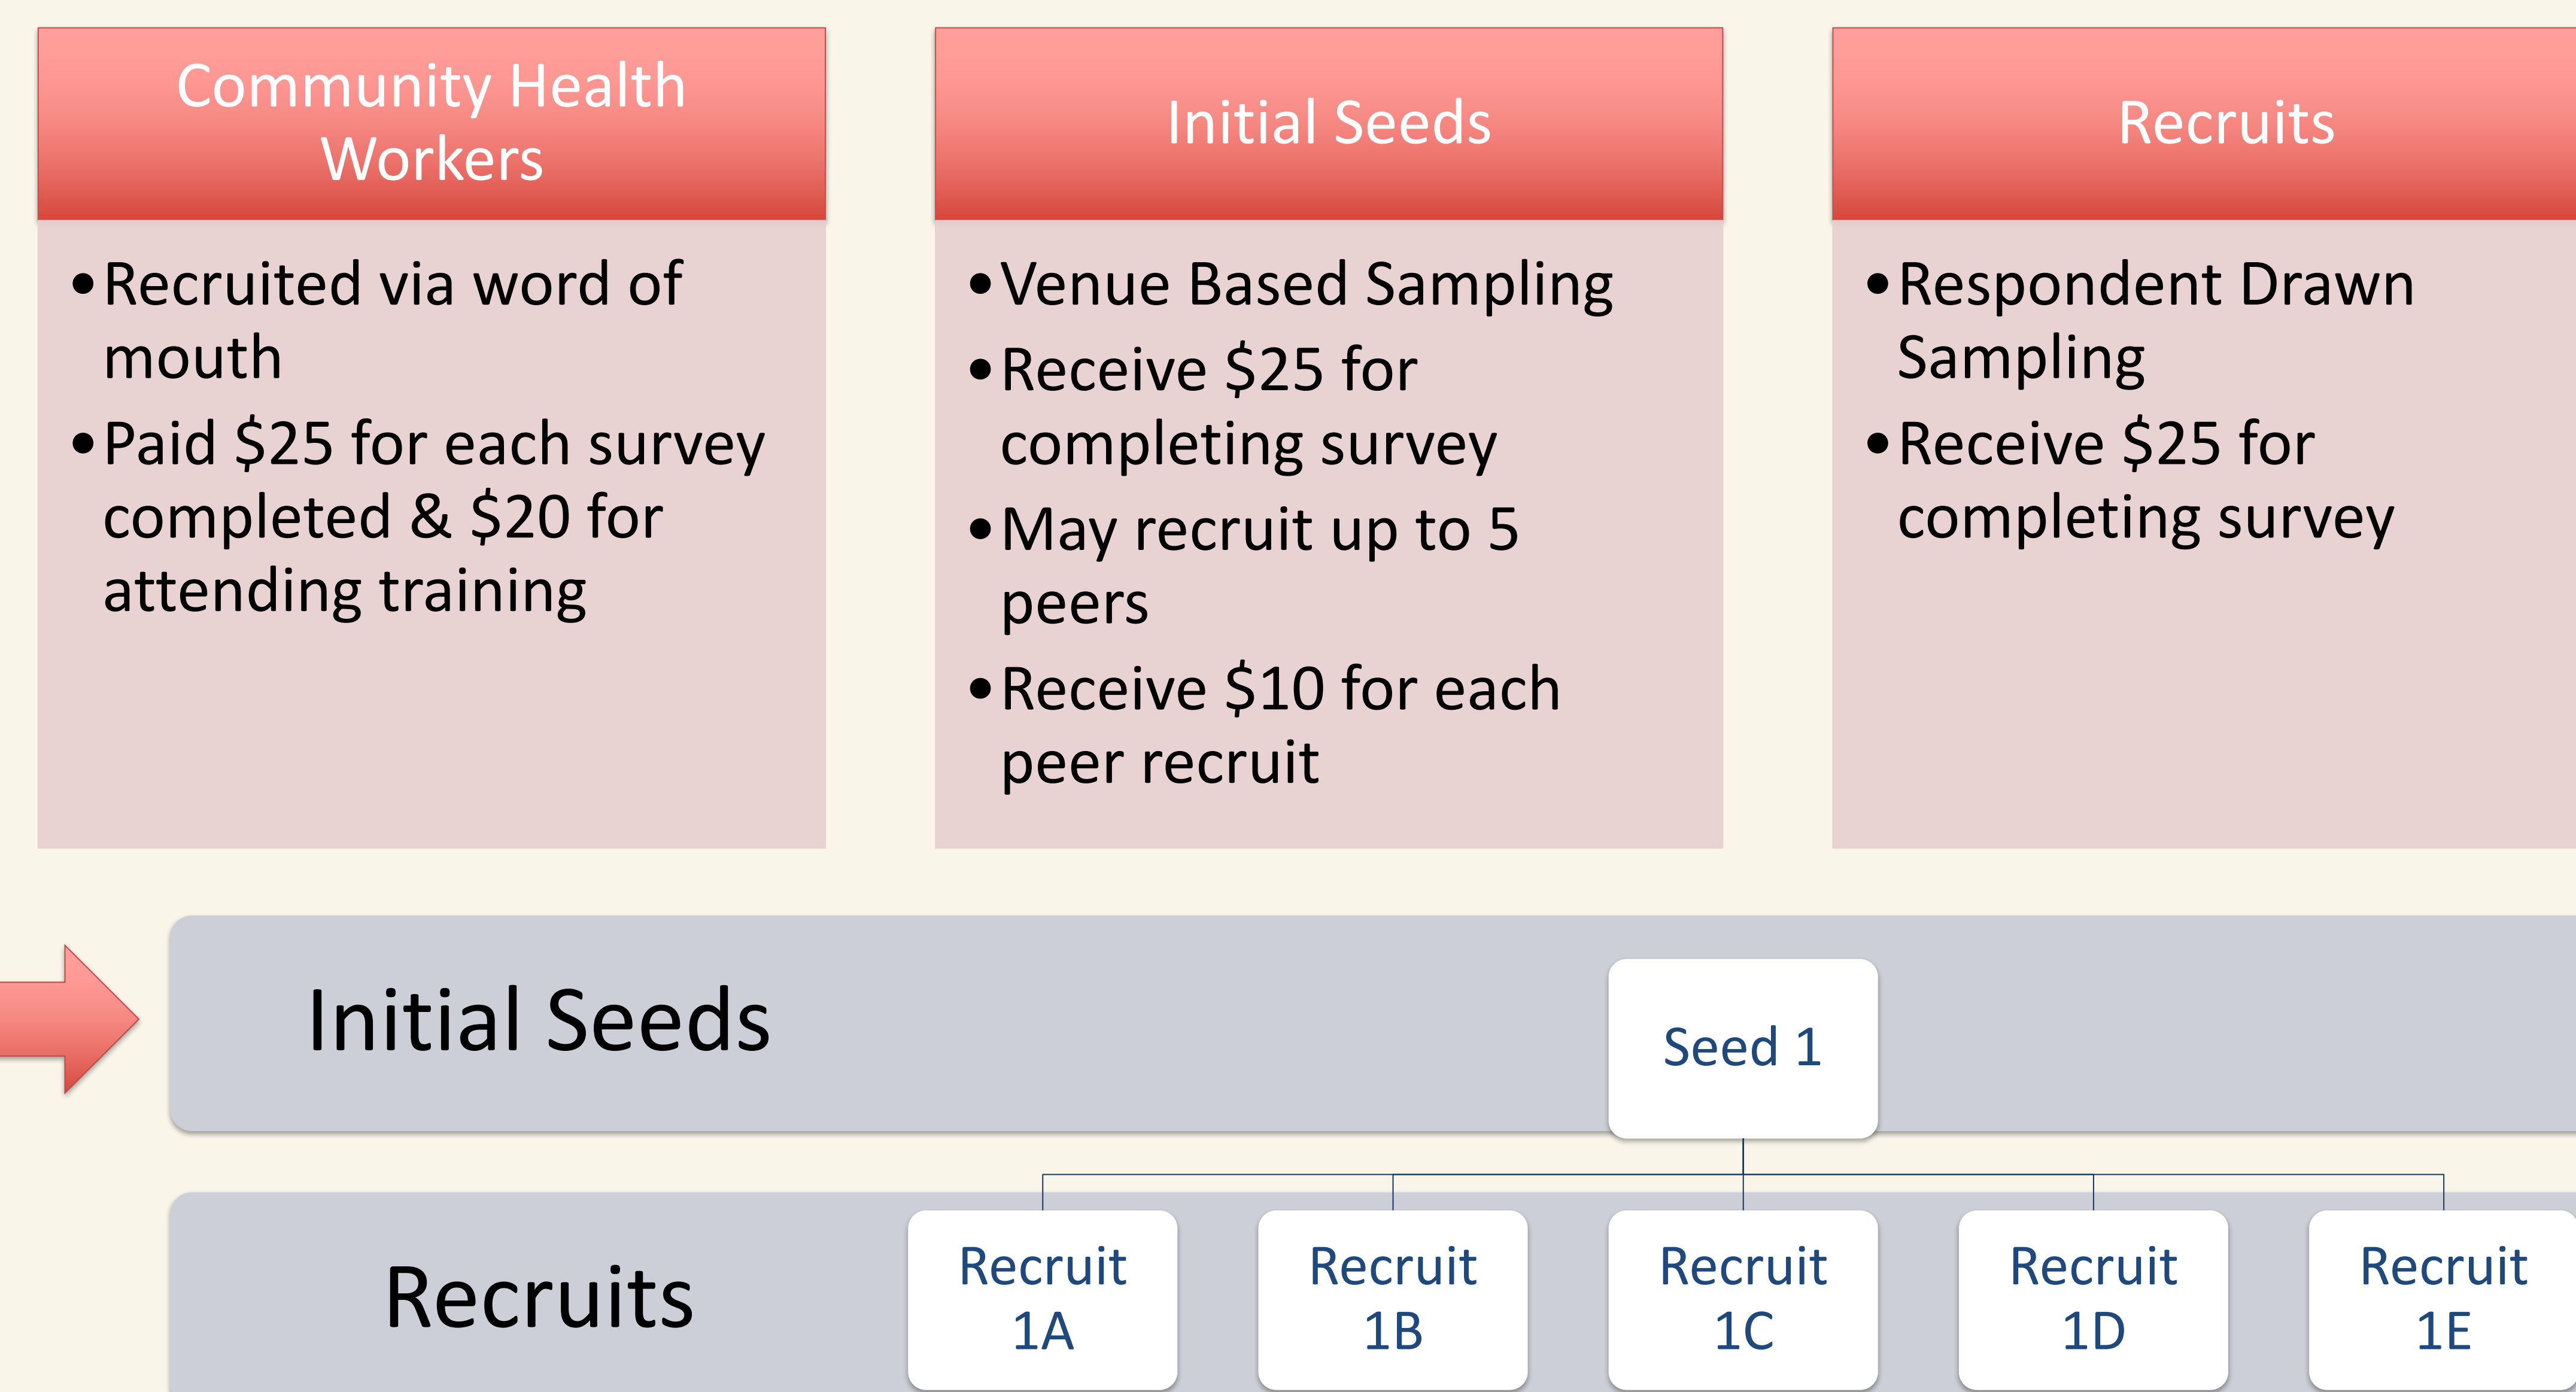 Community Health
Workers
•Recruited via word of
mouth
•Paid $25 for each survey
completed & $20 for
attending training
Initial Seeds
•Venue Based Sampling
•Receive $25 for
completing survey
•May recruit up to 5
peers
•Receive $10 for each
peer recruit
Recruits
•Respondent Drawn
Sampling
•Receive $25 for
completing survey
Initial Seeds
Seed 1
Recruits
Recruit
1A
Recruit
1B
Recruit
1C
Recruit
1D
Recruit
1E